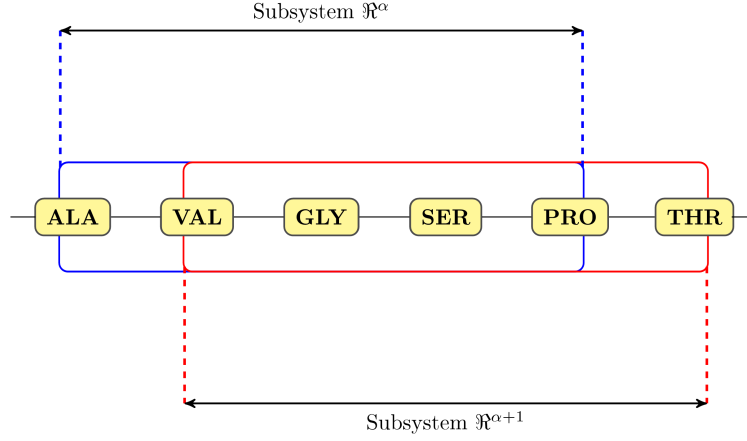 Subsystem ℜ^α
ALA VAL GLY SER PRO THR
Subsystem ℜ^{α+1}